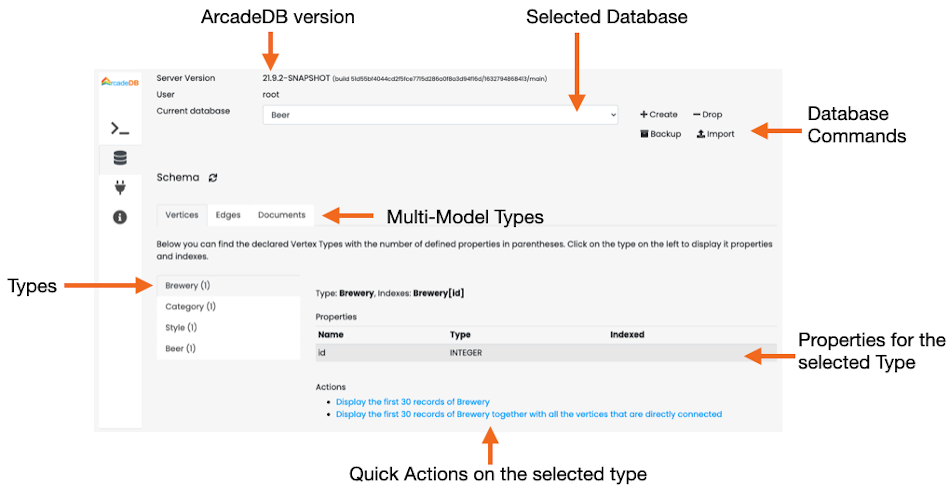 ArcadeDB version
Selected Database
ArcadeDB
Server Version
21.9.2-SNAPSHOT (build 51d55bf4044cd2f5fce7715d286a0f8a3d94f16d/1632794868413/main)
User
root
Current database
Beer
Create
Drop
Backup
Import
Database
Commands
Schema
Vertices
Edges
Documents
Multi-Model Types
Below you can find the declared Vertex Types with the number of defined properties in parentheses. Click on the type on the left to display it properties
and indexes.
Types
Brewery (1)
Category (1)
Style (1)
Beer (1)
Type: Brewery, Indexes: Brewery[id]
Properties
Name Type Indexed
id INTEGER
Properties for the
selected Type
Actions
Display the first 30 records of Brewery
Display the first 30 records of Brewery together with all the vertices that are directly connected
Quick Actions on the selected type